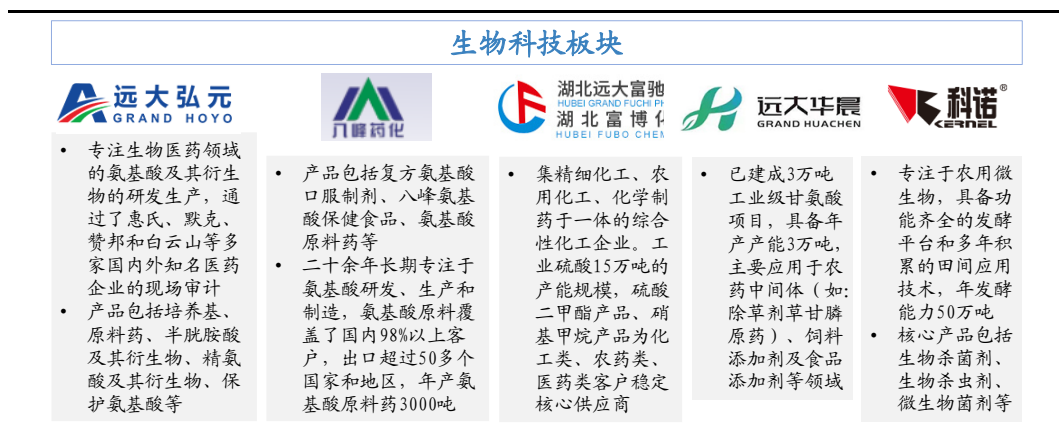 生物科技板块
远大弘元
GRAND HOYO
八峰药化
湖北远大富驰
HUBEI GRAND FUCHI PH
湖北富博化
HUBEI FUBO CHEM
远大华晨
GRAND HUACHEN
科诺®
KERNEL
• 专注生物医药领域
的氨基酸及其衍生
物的研发生产，通
过了惠氏、默克、
赞邦和白云山等多
家国内外知名医药
企业的现场审计
• 产品包括培养基、
原料药、半胱胺酸
及其衍生物、精氨
酸及其衍生物、保
护氨基酸等
• 产品包括复方氨基酸
口服制剂、八峰氨基
酸保健食品、氨基酸
原料药等
• 二十余年长期专注于
氨基酸研发、生产和
制造，氨基酸原料覆
盖了国内98%以上客
户，出口超过50多个
国家和地区，年产氨
基酸原料药3000吨
• 集精细化工、农
用化工、化学制
药于一体的综合
性化工企业。工
业硫酸15万吨的
产能规模，硫酸
二甲酯产品、硝
基甲烷产品为化
工类、农药类、
医药类客户稳定
核心供应商
• 已建成3万吨
工业级甘氨酸
项目，具备年
产产能3万吨，
主要应用于农
药中间体（如：
除草剂草甘膦
原药）、饲料
添加剂及食品
添加剂等领域
• 专注于农用微
生物，具备功
能齐全的发酵
平台和多年积
累的田间应用
技术，年发酵
能力50万吨
• 核心产品包括
生物杀菌剂、
生物杀虫剂、
微生物菌剂等